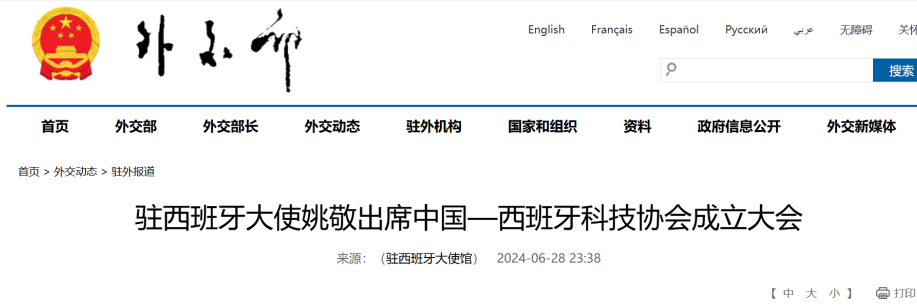 外交部
English Français Español Русский عربي 无障碍 关怀
搜索
首页 外交部 外交部长 外交动态 驻外机构 国家和组织 资料 政府信息公开 外交新媒体
首页 > 外交动态 > 驻外报道
驻西班牙大使姚敬出席中国—西班牙科技协会成立大会
来源：（驻西班牙大使馆） 2024-06-28 23:38
【 中 大 小 】 打印